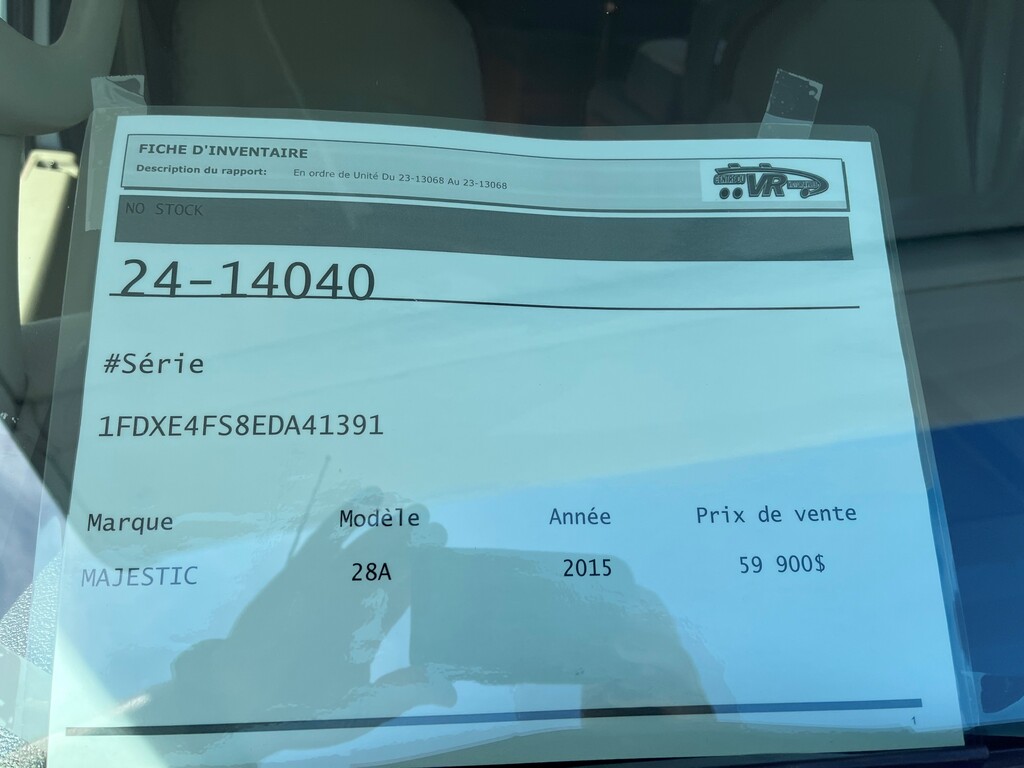 FICHE D'INVENTAIRE
Description du rapport: En ordre de Unité Du 23-13068 Au 23-13068
VR
NO STOCK
24-14040
#Série
1FDXE4FS8EDA41391
Marque Modèle Année Prix de vente
MAJESTIC 28A 2015 59 900$
1